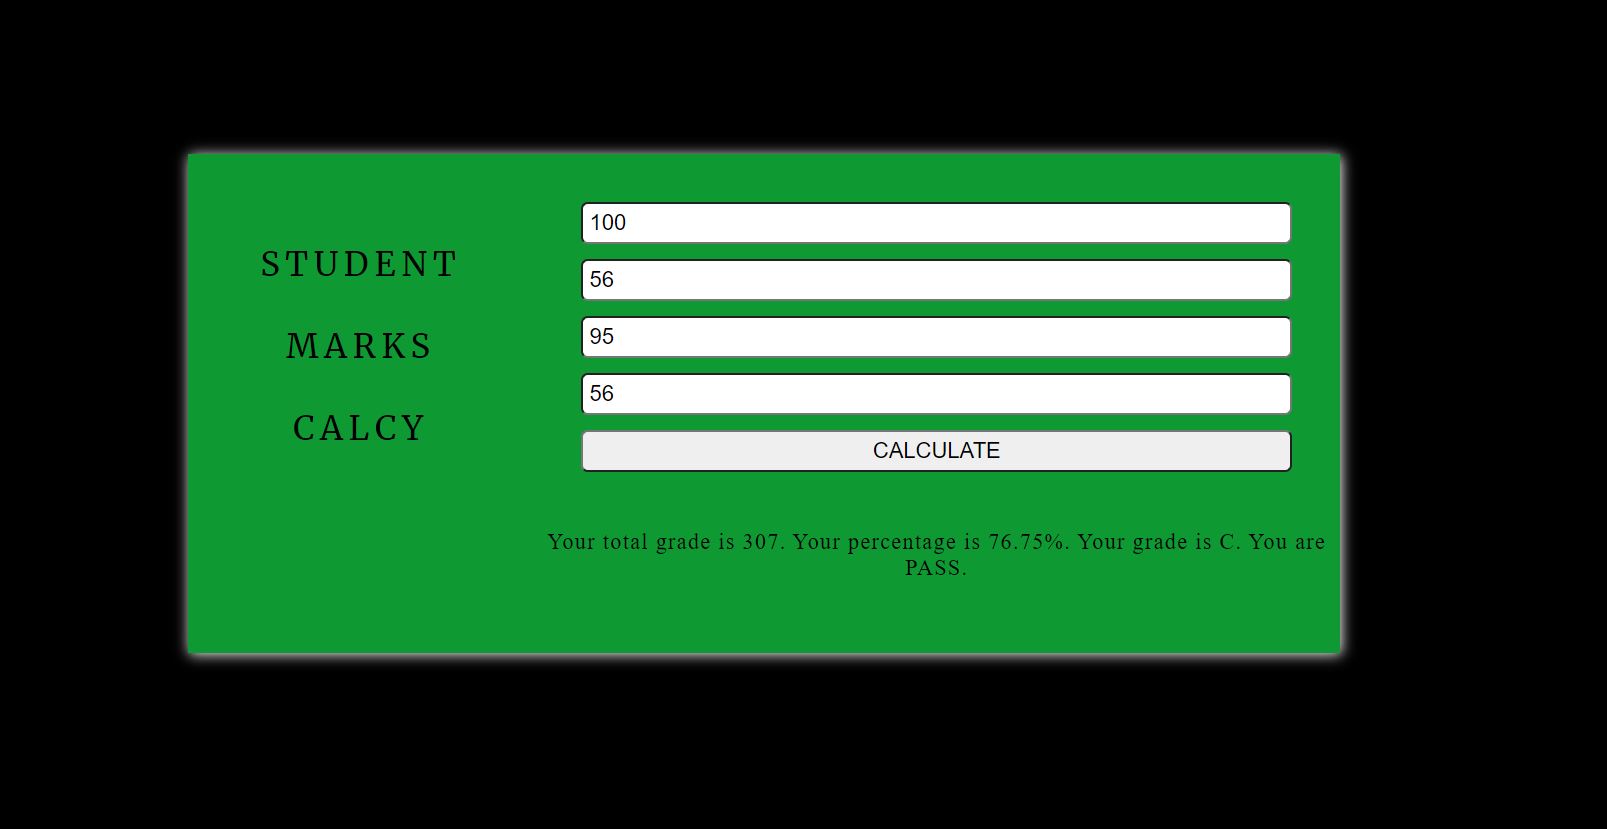 STUDENT
MARKS
CALCY
100
56
95
56
CALCULATE
Your total grade is 307. Your percentage is 76.75%. Your grade is C. You are
PASS.